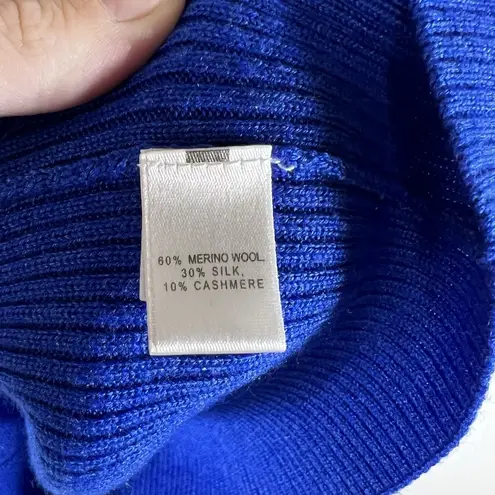 60% MERINO WOOL,
30% SILK,
10% CASHMERE